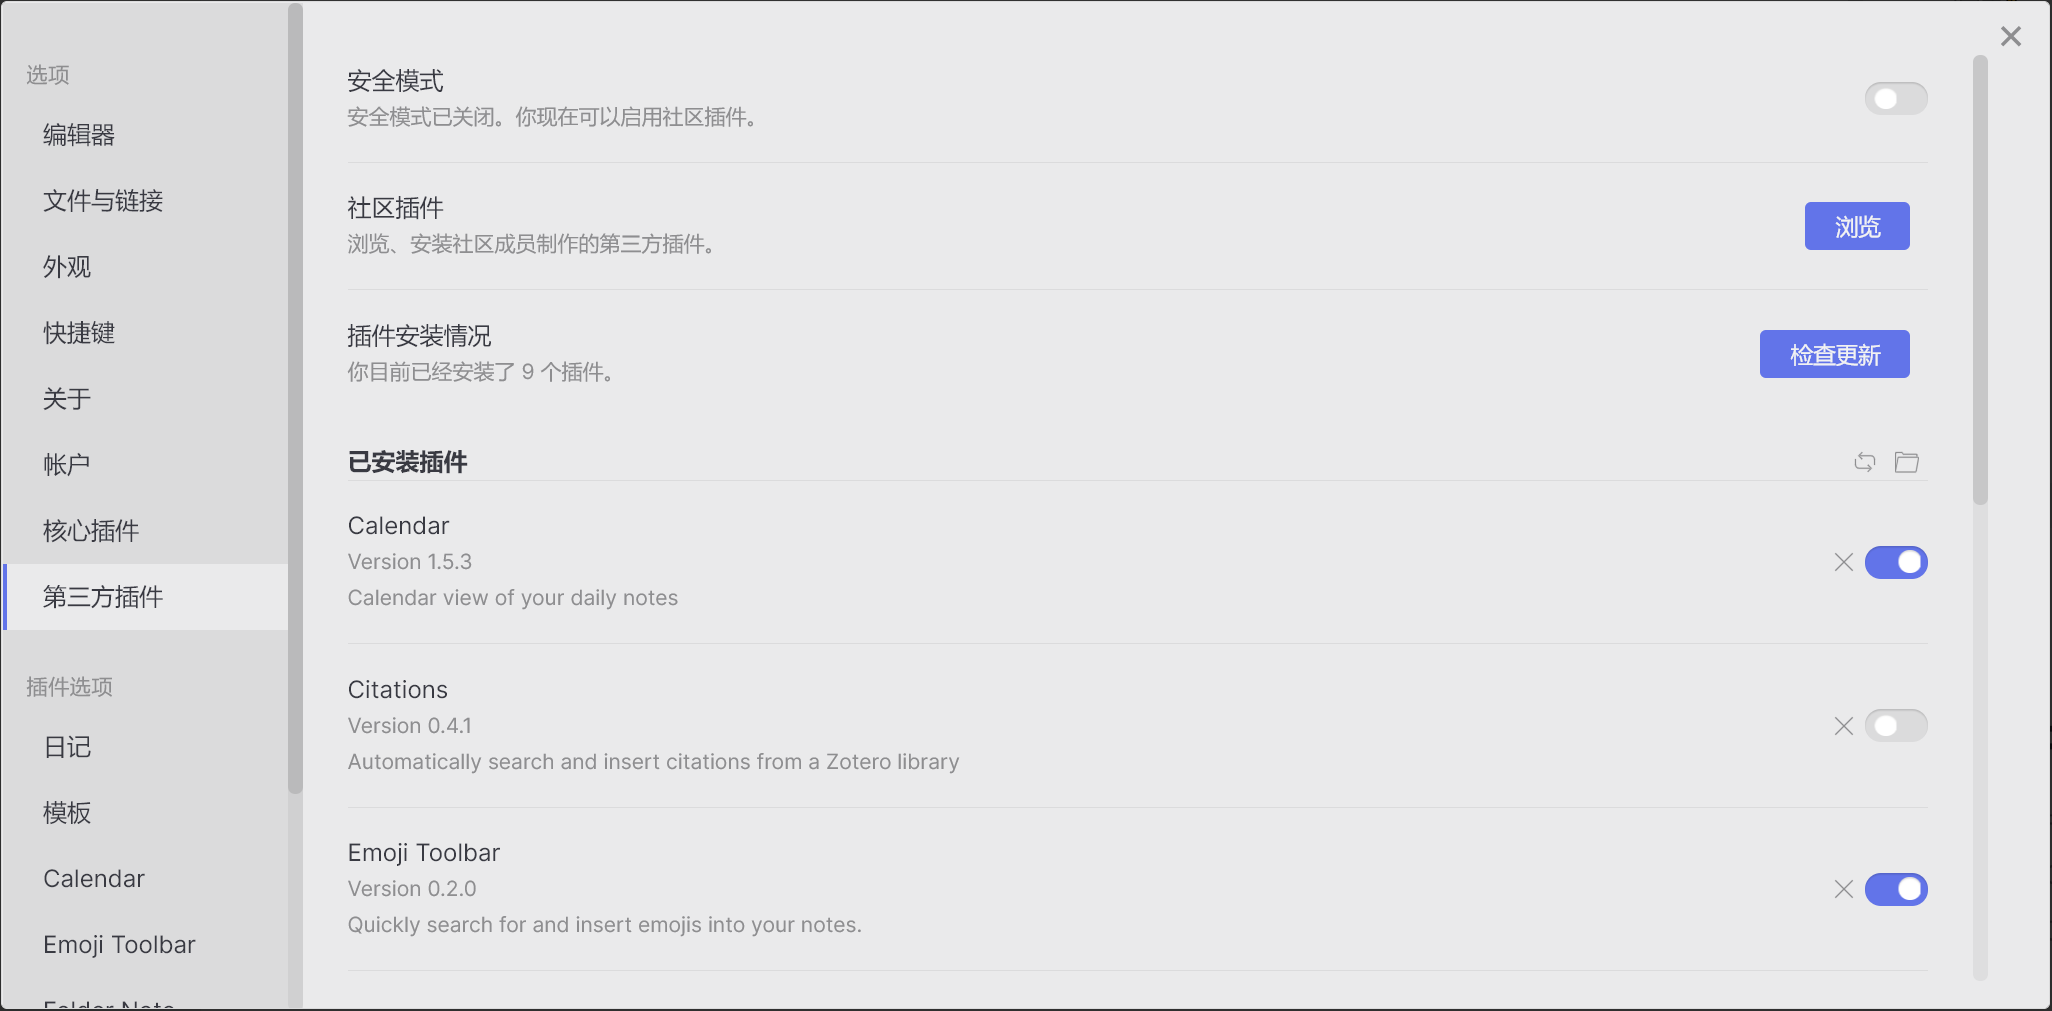 选项
编辑器
文件与链接
外观
快捷键
关于
帐户
核心插件
第三方插件
插件选项
日记
模板
Calendar
Emoji Toolbar
Folder Note
安全模式
安全模式已关闭。你现在可以启用社区插件。
社区插件
浏览、安装社区成员制作的第三方插件。
浏览
插件安装情况
你目前已经安装了 9 个插件。
检查更新
已安装插件
Calendar
Version 1.5.3
Calendar view of your daily notes
Citations
Version 0.4.1
Automatically search and insert citations from a Zotero library
Emoji Toolbar
Version 0.2.0
Quickly search for and insert emojis into your notes.